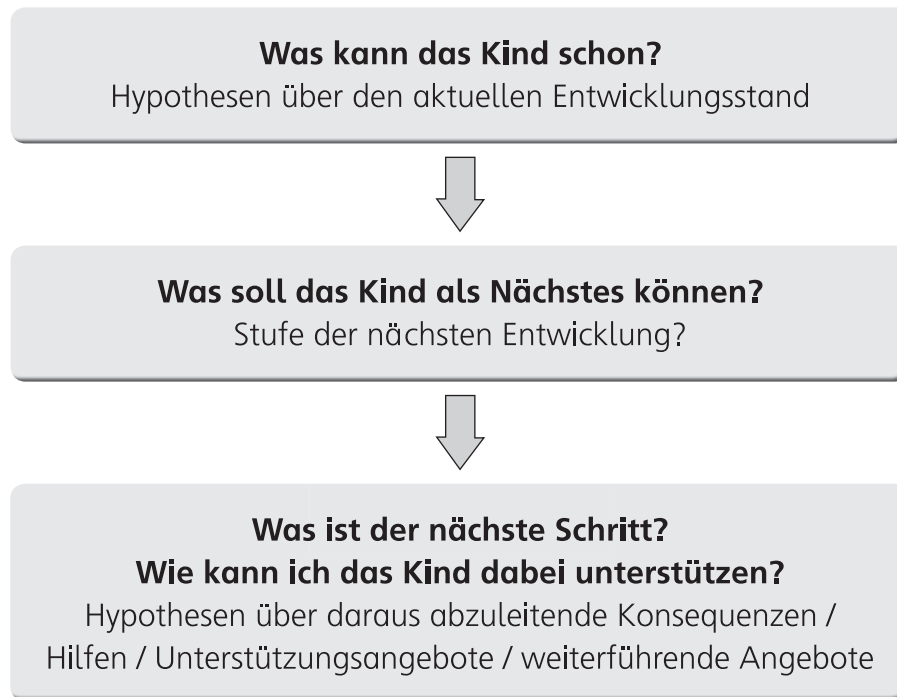 Was kann das Kind schon?
Hypothesen über den aktuellen Entwicklungsstand
Was soll das Kind als Nächstes können?
Stufe der nächsten Entwicklung?
Was ist der nächste Schritt?
Wie kann ich das Kind dabei unterstützen?
Hypothesen über daraus abzuleitende Konsequenzen /
Hilfen / Unterstützungsangebote / weiterführende Angebote